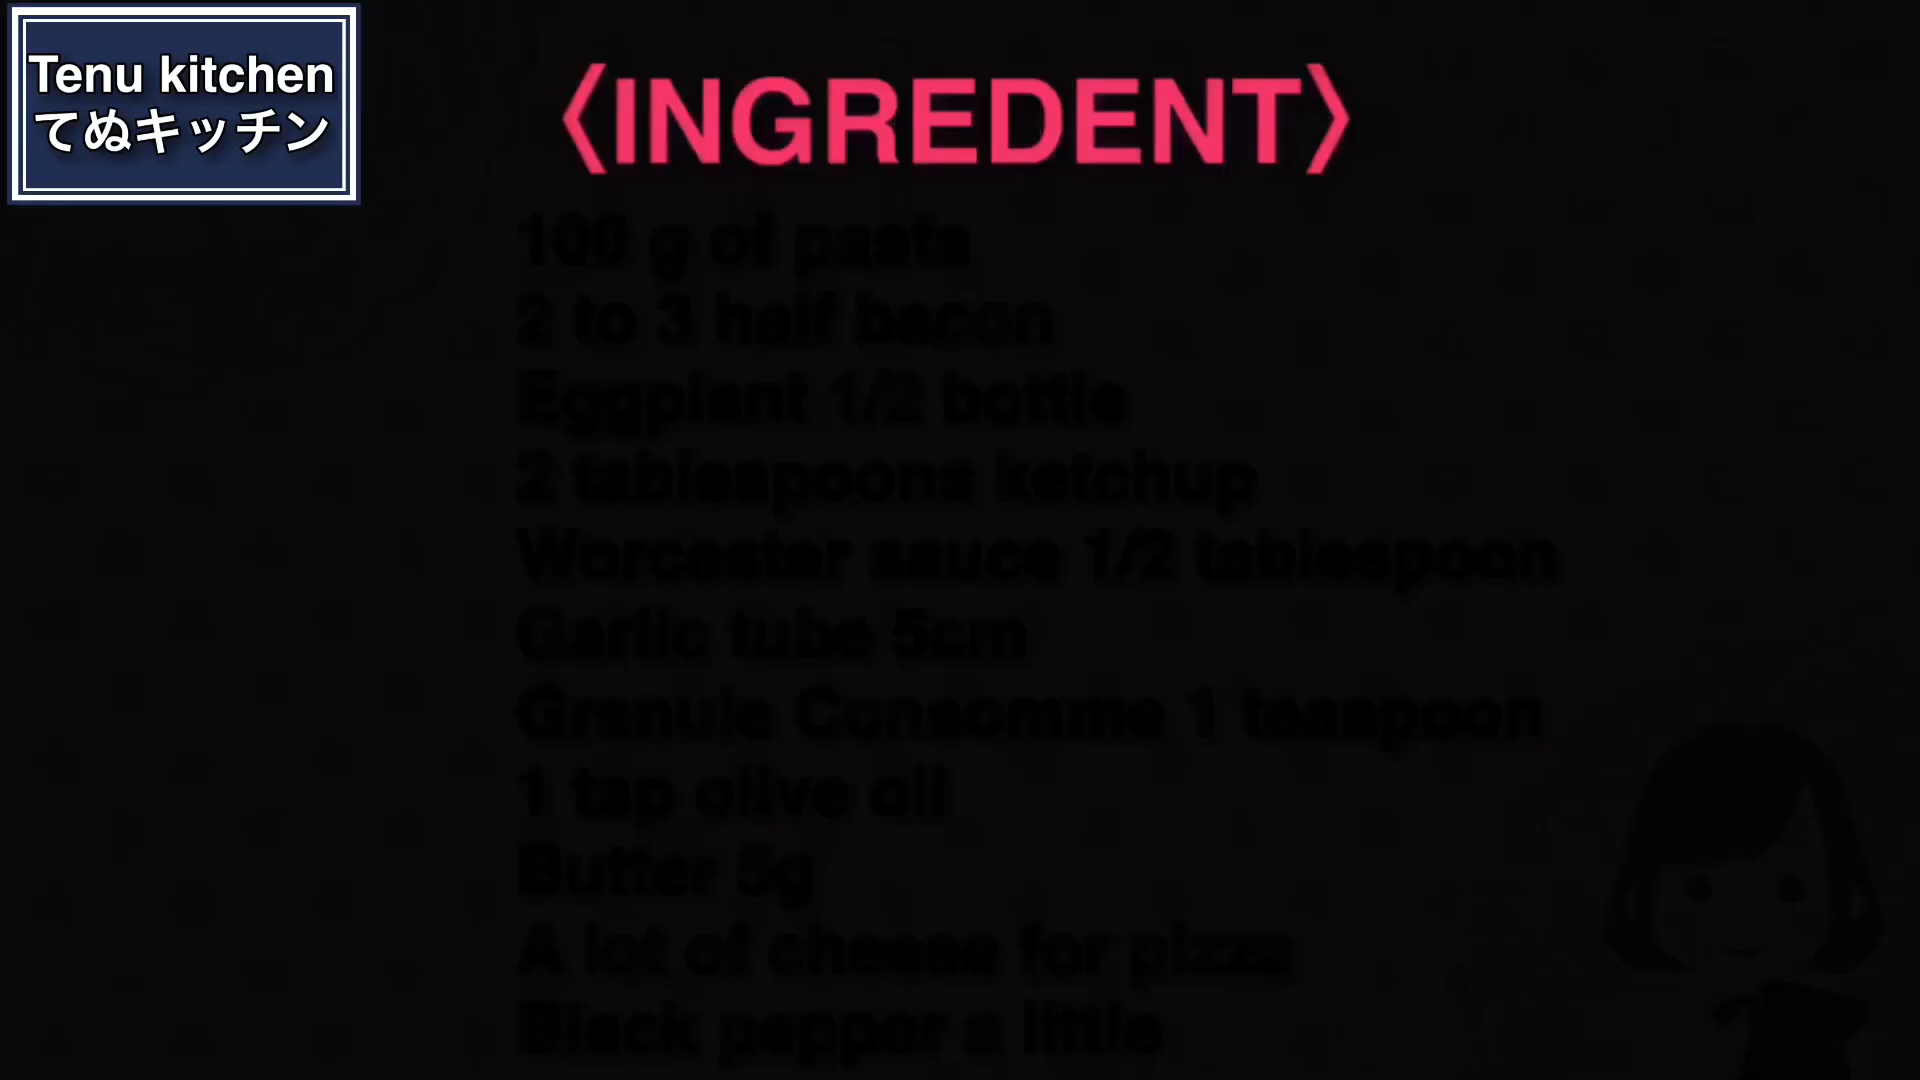 Tenu kitchen
てぬキッチン
〈INGREDENT〉
100 g of pasta
2 to 3 half bacon
Eggplant 1/2 bottle
2 tablespoons ketchup
Worcester sauce 1/2 tablespoon
Garlic tube 5cm
Granule Consomme 1 teaspoon
1 tsp olive oil
Butter 5g
A lot of cheese for pizza
Black pepper a little